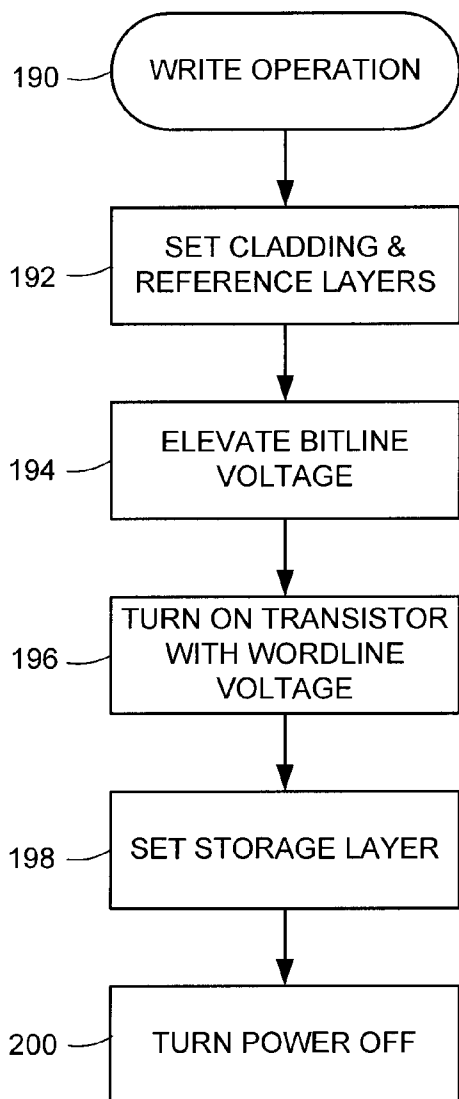 190
WRITE OPERATION
192
SET CLADDING &
REFERENCE LAYERS
194
ELEVATE BITLINE
VOLTAGE
196
TURN ON TRANSISTOR
WITH WORDLINE
VOLTAGE
198
SET STORAGE LAYER
200
TURN POWER OFF